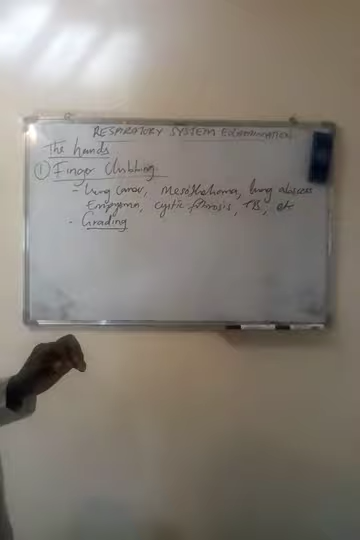 RESPIRATORY SYSTEM EXAMINATION
The hands
① Finger Clubbing.
- Lung Cancer, Mesothelioma, lung abscess
Empyema, cystic fibrosis, TB, etc
- Grading